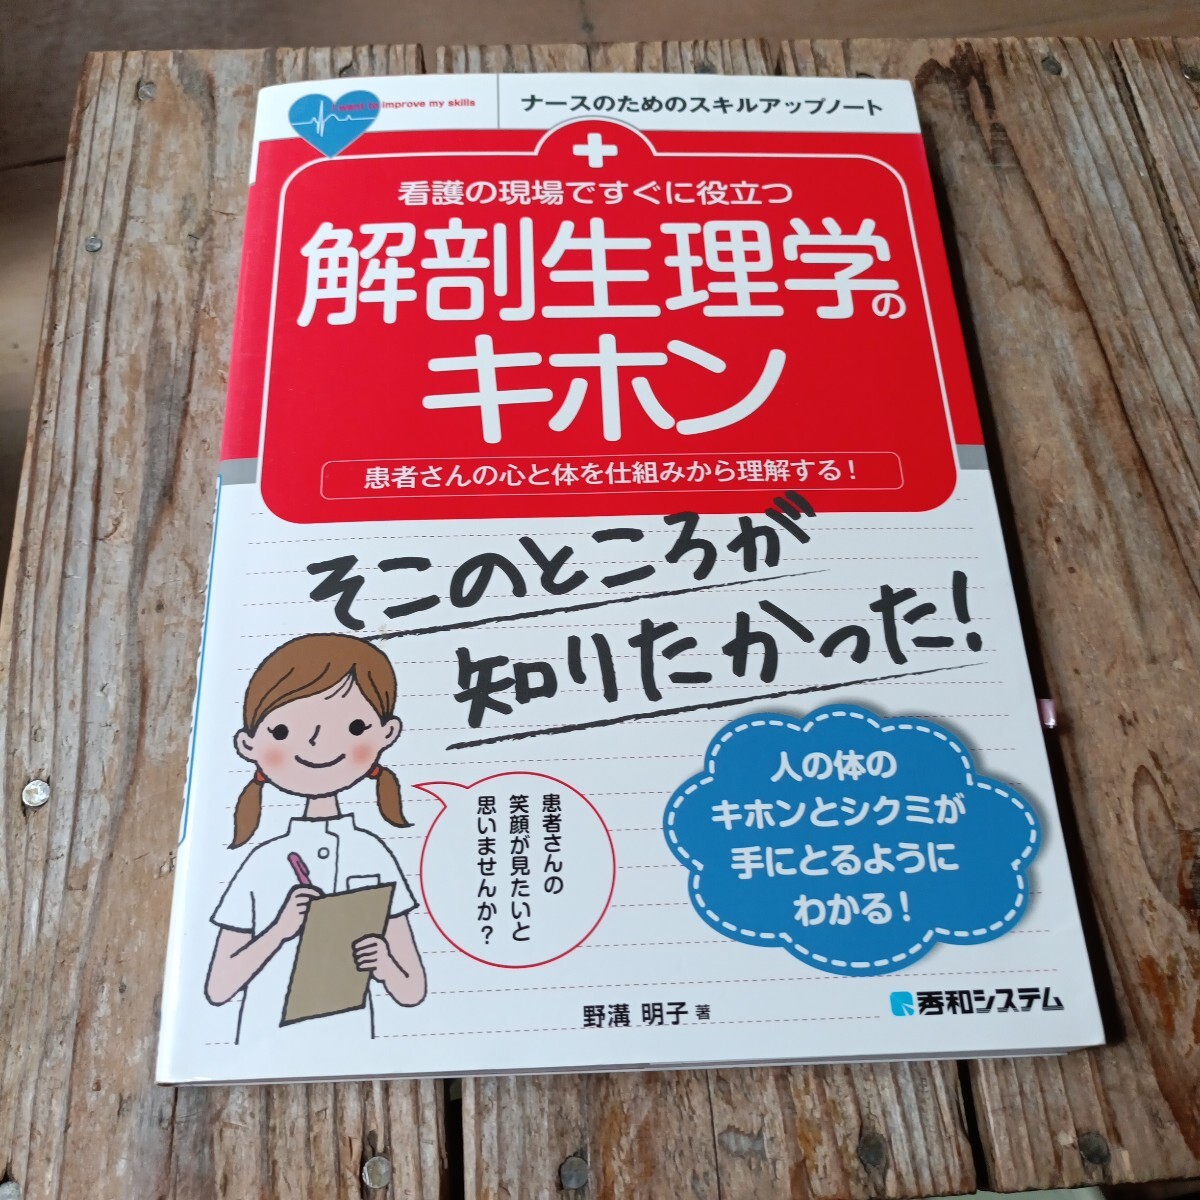 I want to improve my skills
ナースのためのスキルアップノート
看護の現場ですぐに役立つ
解剖生理学の
キホン
患者さんの心と体を仕組みから理解する！
そこのところが
知りたかった！
患者さんの
笑顔が見たいと
思いませんか？
人の体の
キホンとシクミが
手にとるように
わかる！
野溝 明子 著
秀和システム